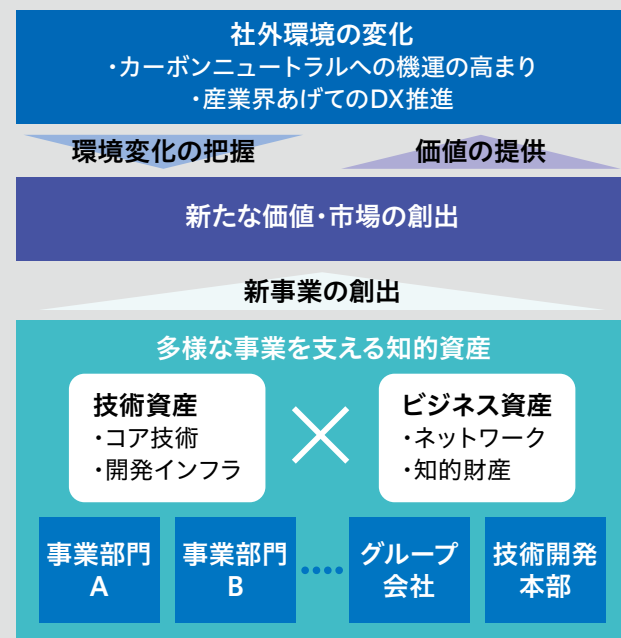 社外環境の変化
・カーボンニュートラルへの機運の高まり
・産業界あげてのDX推進
環境変化の把握
価値の提供
新たな価値・市場の創出
新事業の創出
多様な事業を支える知的資産
技術資産
・コア技術
・開発インフラ
ビジネス資産
・ネットワーク
・知的財産
事業部門
A
事業部門
B
グループ
会社
技術開発
本部